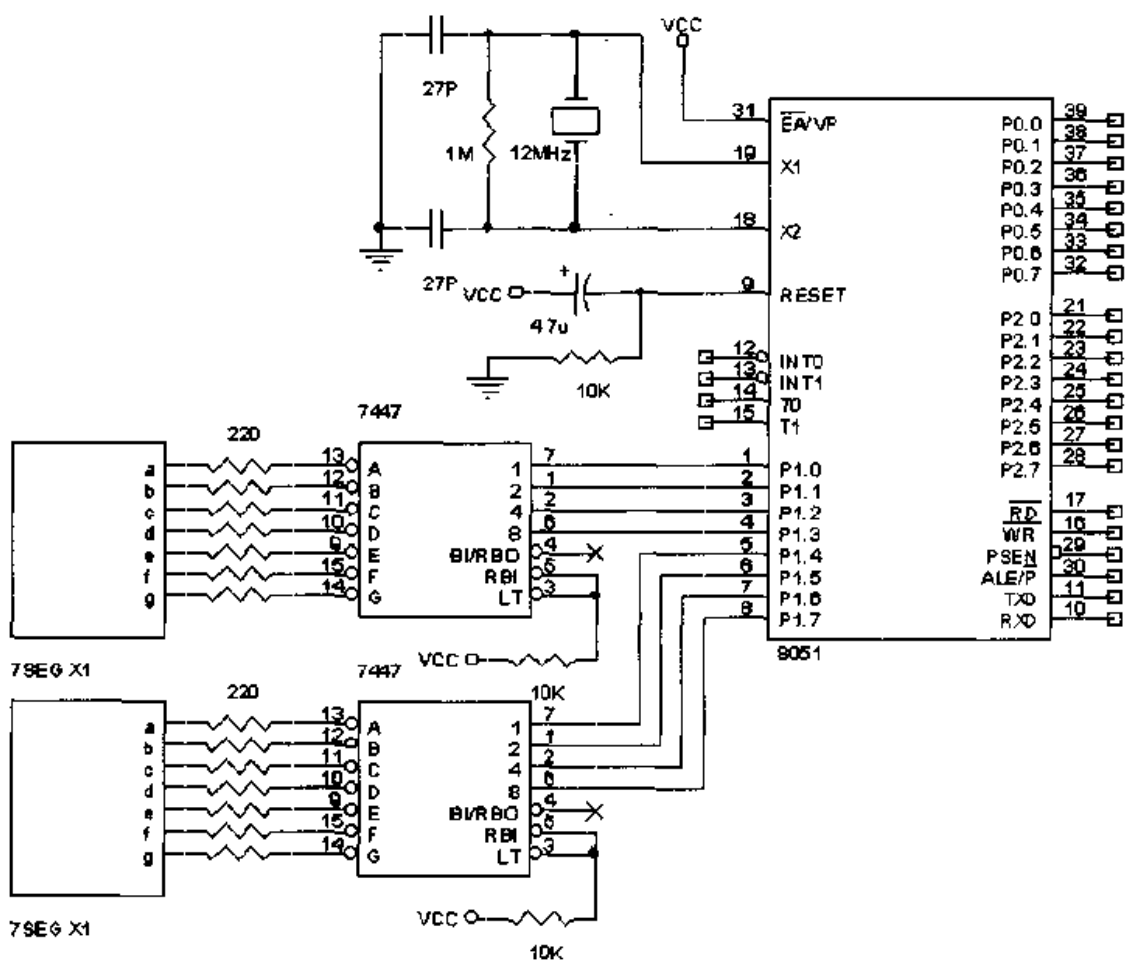 VCC
27P
1M
12MHz
27P
VCC
+
47u
10K
31 EA/VP
19 X1
18 X2
9 RESET
12 INT0
13 INT1
14 T0
15 T1
1 P1.0
2 P1.1
3 P1.2
4 P1.3
5 P1.4
6 P1.5
7 P1.6
8 P1.7
P0.0 39
P0.1 38
P0.2 37
P0.3 36
P0.4 35
P0.5 34
P0.6 33
P0.7 32
P2.0 21
P2.1 22
P2.2 23
P2.3 24
P2.4 25
P2.5 26
P2.6 27
P2.7 28
RD 17
WR 16
PSEN 29
ALE/P 30
TXD 11
RXD 10
8051
7447
220
a 13 A
b 12 B
c 11 C
d 10 D
e 9 E
f 15 F
g 14 G
1 7
2 1
4 2
8 6
BI/RBO 4
RBI 5
LT 3
7SEG X1
VCC
10K
7447
220
a 13 A
b 12 B
c 11 C
d 10 D
e 9 E
f 15 F
g 14 G
1 7
2 1
4 2
8 6
BI/RBO 4
RBI 5
LT 3
7SEG X1
VCC
10K